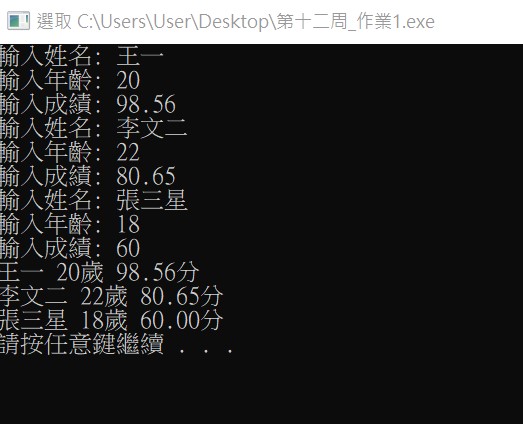 選取 C:\Users\User\Desktop\第十二周_作業1.exe
輸入姓名: 王一
輸入年齡: 20
輸入成績: 98.56
輸入姓名: 李文二
輸入年齡: 22
輸入成績: 80.65
輸入姓名: 張三星
輸入年齡: 18
輸入成績: 60
王一 20歲 98.56分
李文二 22歲 80.65分
張三星 18歲 60.00分
請按任意鍵繼續 . . .